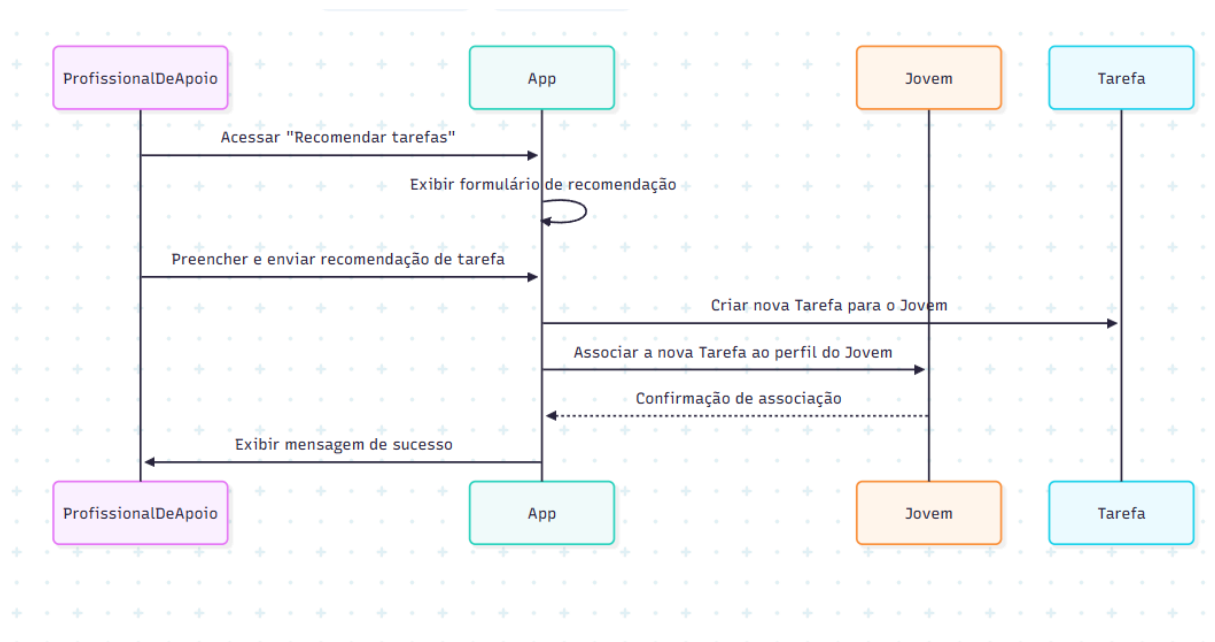 ProfissionalDeApoio
App
Jovem
Tarefa
Acessar "Recomendar tarefas"
Exibir formulário de recomendação
Preencher e enviar recomendação de tarefa
Criar nova Tarefa para o Jovem
Associar a nova Tarefa ao perfil do Jovem
Confirmação de associação
Exibir mensagem de sucesso
ProfissionalDeApoio
App
Jovem
Tarefa